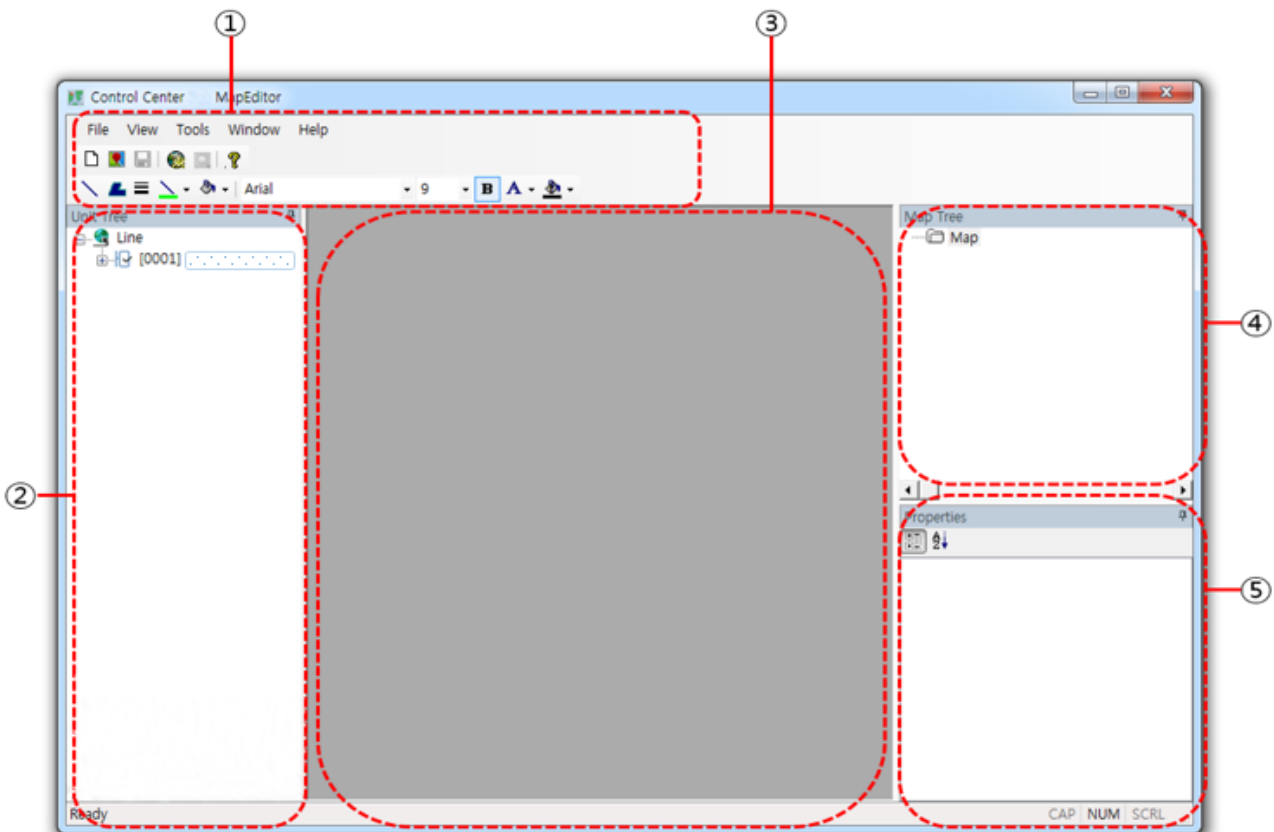 ① ③
Control Center MapEditor
File View Tools Window Help
Arial 9 B A
Unit Tree
Line
[0001]
Map Tree
Map
④
②
Properties
A
Z
⑤
Ready
CAP NUM SCRL